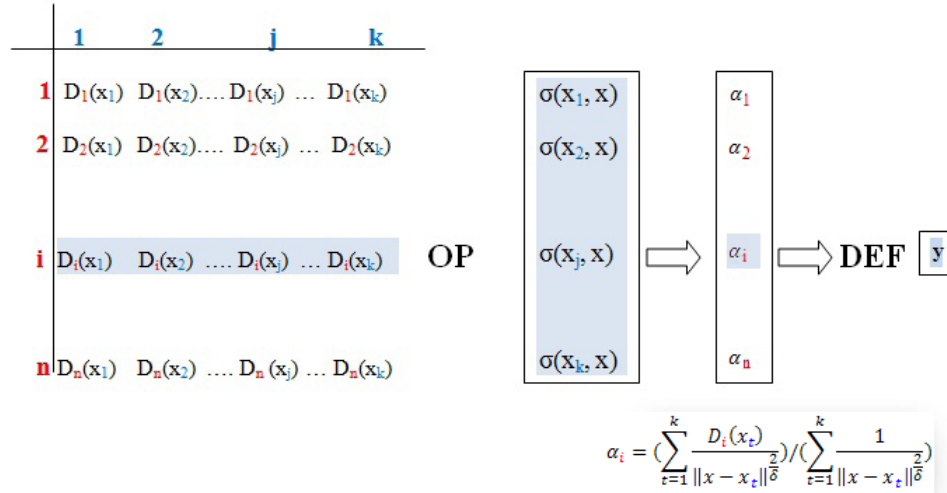 1 2 j k
1 D₁(x₁) D₁(x₂).... D₁(xⱼ) ... D₁(xₖ) σ(x₁, x) α₁
2 D₂(x₁) D₂(x₂).... D₂(xⱼ) ... D₂(xₖ) σ(x₂, x) α₂
i Dᵢ(x₁) Dᵢ(x₂) .... Dᵢ(xⱼ) ... Dᵢ(xₖ) OP σ(xⱼ, x) αᵢ DEF y
n Dₙ(x₁) Dₙ(x₂) .... Dₙ (xⱼ) ... Dₙ(xₖ) σ(xₖ, x) αₙ
αᵢ = (∑_{t=1}^{k} Dᵢ(xₜ) / ‖x − xₜ‖^{2/δ})/(∑_{t=1}^{k} 1 / ‖x − xₜ‖^{2/δ})